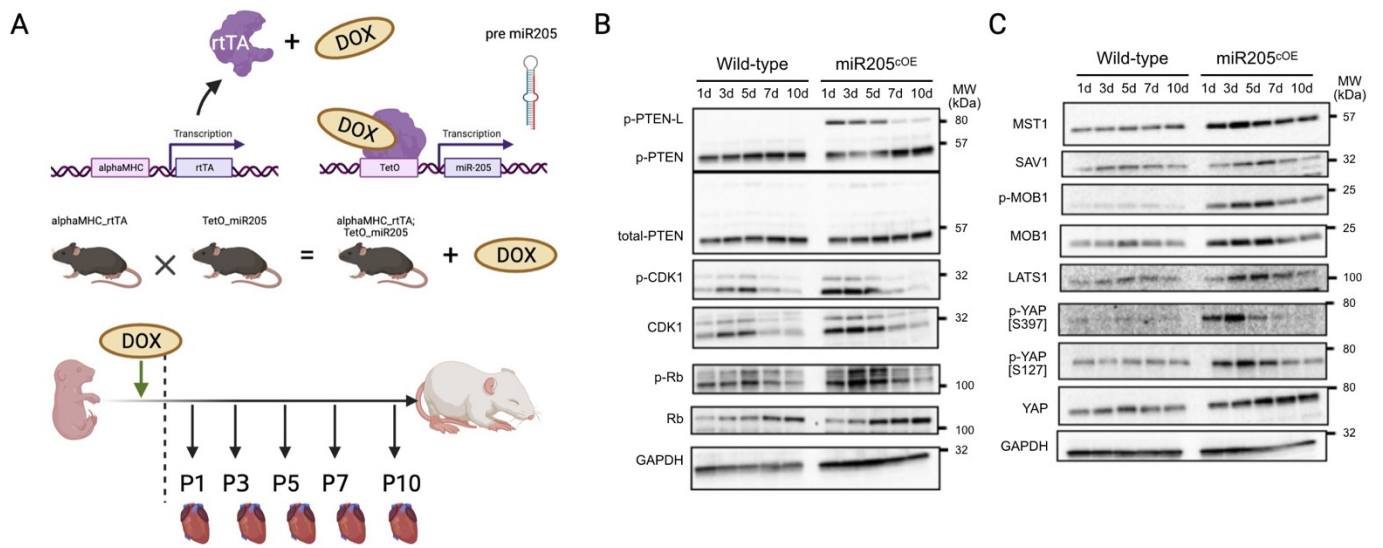 A
rtTA
+
DOX
pre miR205
DOX
Transcription
Transcription
alphaMHC
rtTA
TetO
miR-205
alphaMHC_rtTA
TetO_miR205
alphaMHC_rtTA;
TetO_miR205
×
=
+
DOX
DOX
P1 P3 P5 P7 P10
B
Wild-type miR205cOE
1d 3d 5d 7d 10d 1d 3d 5d 7d 10d
MW
(kDa)
p-PTEN-L
80
57
p-PTEN
57
total-PTEN
p-CDK1
32
CDK1
32
p-Rb
100
Rb
100
32
GAPDH
C
Wild-type miR205cOE
1d 3d 5d 7d 10d 1d 3d 5d 7d 10d
MW
(kDa)
MST1
57
SAV1
32
p-MOB1
25
MOB1
25
LATS1
100
p-YAP
[S397]
80
p-YAP
[S127]
80
YAP
80
GAPDH
32